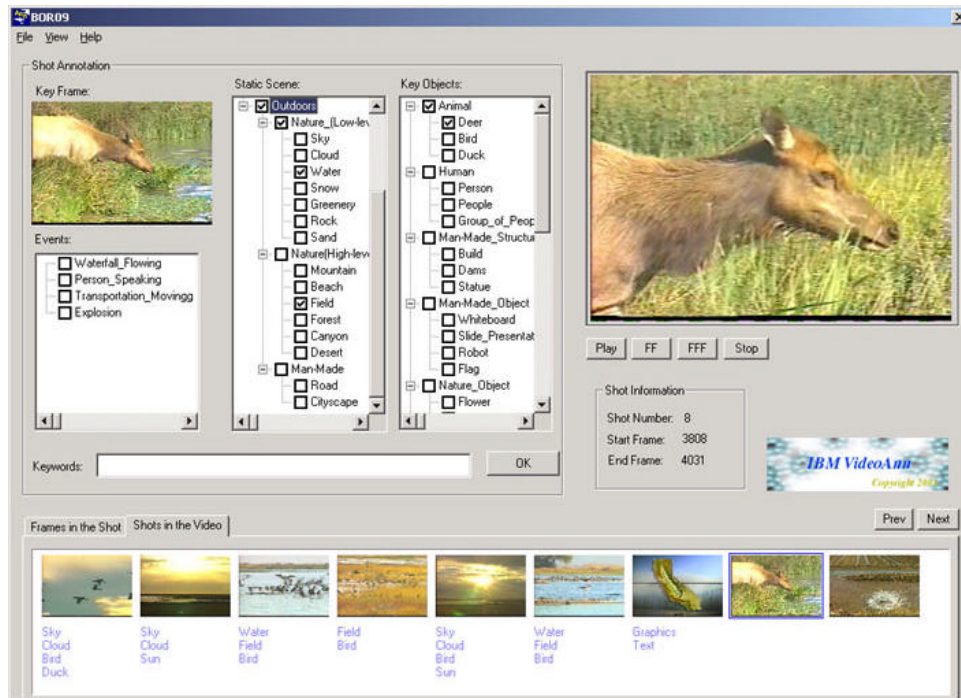 BOR09
File View Help
Shot Annotation
Key Frame:
Events:
Waterfall_Flowing
Person_Speaking
Transportation_Movingg
Explosion
Static Scene:
Outdoors
Nature_(Low-lev
Sky
Cloud
Water
Snow
Greenery
Rock
Sand
Nature(High-lev
Mountain
Beach
Field
Forest
Canyon
Desert
Man-Made
Road
Cityscape
Key Objects:
Animal
Deer
Bird
Duck
Human
Person
People
Group_of_Peop
Man-Made_Structu
Build
Dams
Statue
Man-Made_Object
Whiteboard
Slide_Presentat
Robot
Flag
Nature_Object
Flower
Keywords:
OK
Play FF FFF Stop
Shot Information
Shot Number: 8
Start Frame: 3808
End Frame: 4031
IBM VideoAnn
Copyright
Prev Next
Frames in the Shot Shots in the Video
Sky
Cloud
Bird
Duck
Sky
Cloud
Sun
Water
Field
Bird
Field
Bird
Sky
Cloud
Bird
Sun
Water
Field
Bird
Graphics
Text